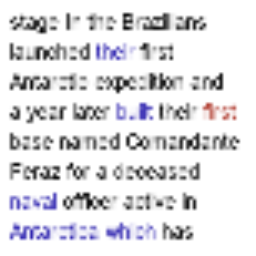 stage in the Brazilians
launched their first
Antarctic expedition and
a year later built their first
base named Comandante
Feraz for a deceased
naval officer active in
Antarctica which has